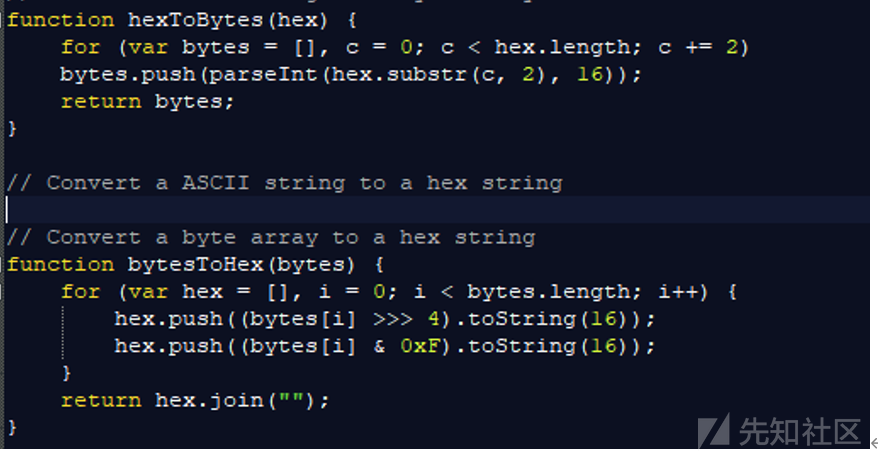 function hexToBytes(hex) {
    for (var bytes = [], c = 0; c < hex.length; c += 2)
    bytes.push(parseInt(hex.substr(c, 2), 16));
    return bytes;
}
// Convert a ASCII string to a hex string
// Convert a byte array to a hex string
function bytesToHex(bytes) {
    for (var hex = [], i = 0; i < bytes.length; i++) {
        hex.push((bytes[i] >>> 4).toString(16));
        hex.push((bytes[i] & 0xF).toString(16));
    }
    return hex.join("");
}
先知社区